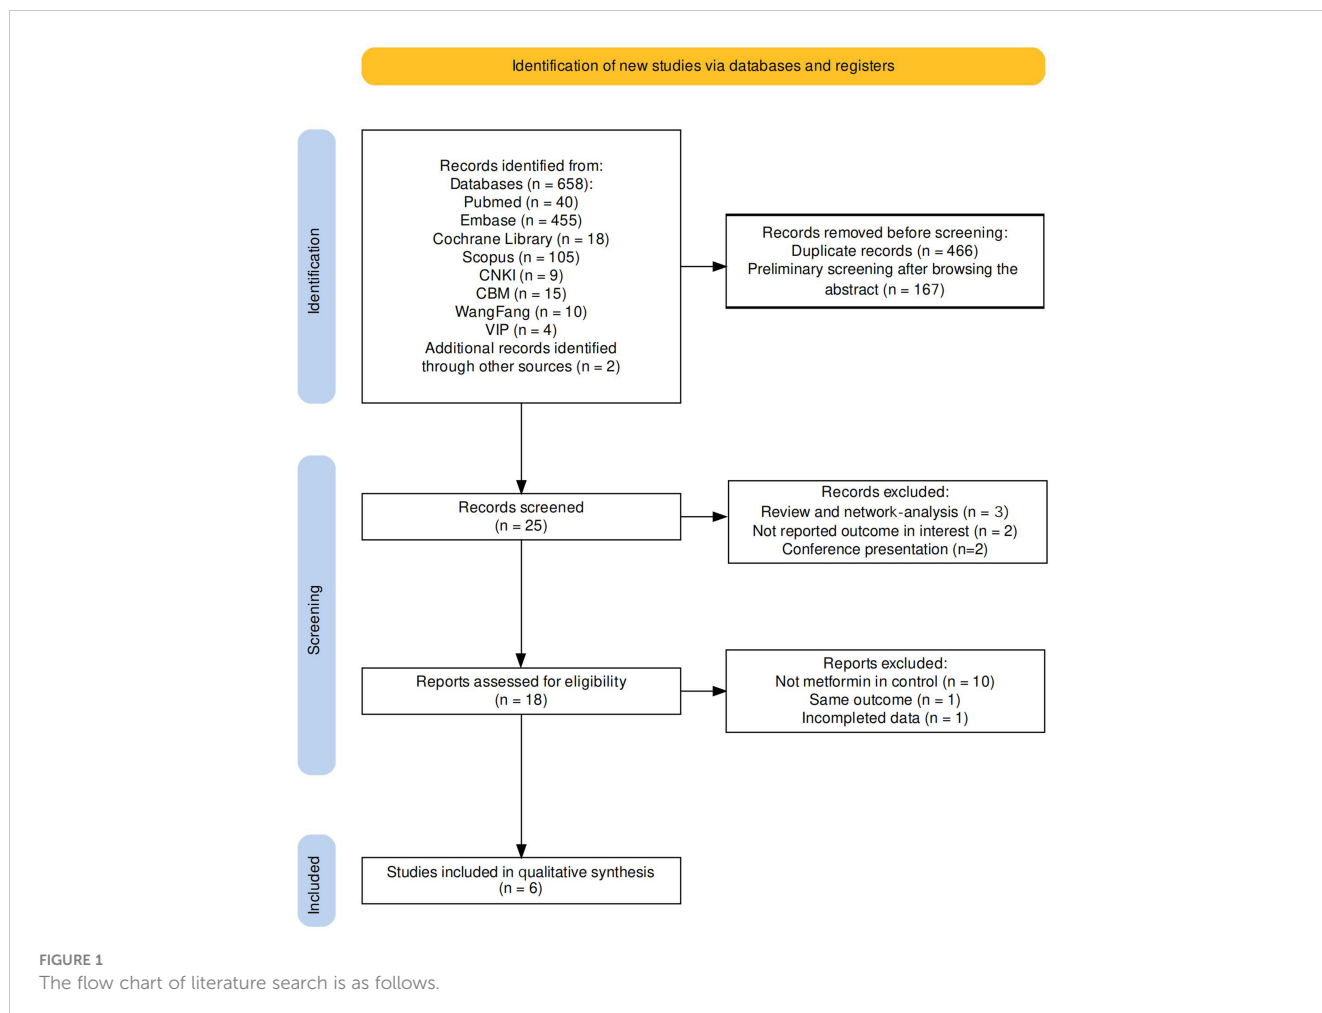 Identification of new studies via databases and registers
Identification
Records identified from:
Databases (n = 658):
Pubmed (n = 40)
Embase (n = 455)
Cochrane Library (n = 18)
Scopus (n = 105)
CNKI (n = 9)
CBM (n = 15)
WangFang (n = 10)
VIP (n = 4)
Additional records identified
through other sources (n = 2)
Records removed before screening:
Duplicate records (n = 466)
Preliminary screening after browsing the
abstract (n = 167)
Screening
Records screened
(n = 25)
Records excluded:
Review and network-analysis (n = 3)
Not reported outcome in interest (n = 2)
Conference presentation (n=2)
Reports assessed for eligibility
(n = 18)
Reports excluded:
Not metformin in control (n = 10)
Same outcome (n = 1)
Incompleted data (n = 1)
Included
Studies included in qualitative synthesis
(n = 6)
FIGURE 1
The flow chart of literature search is as follows.